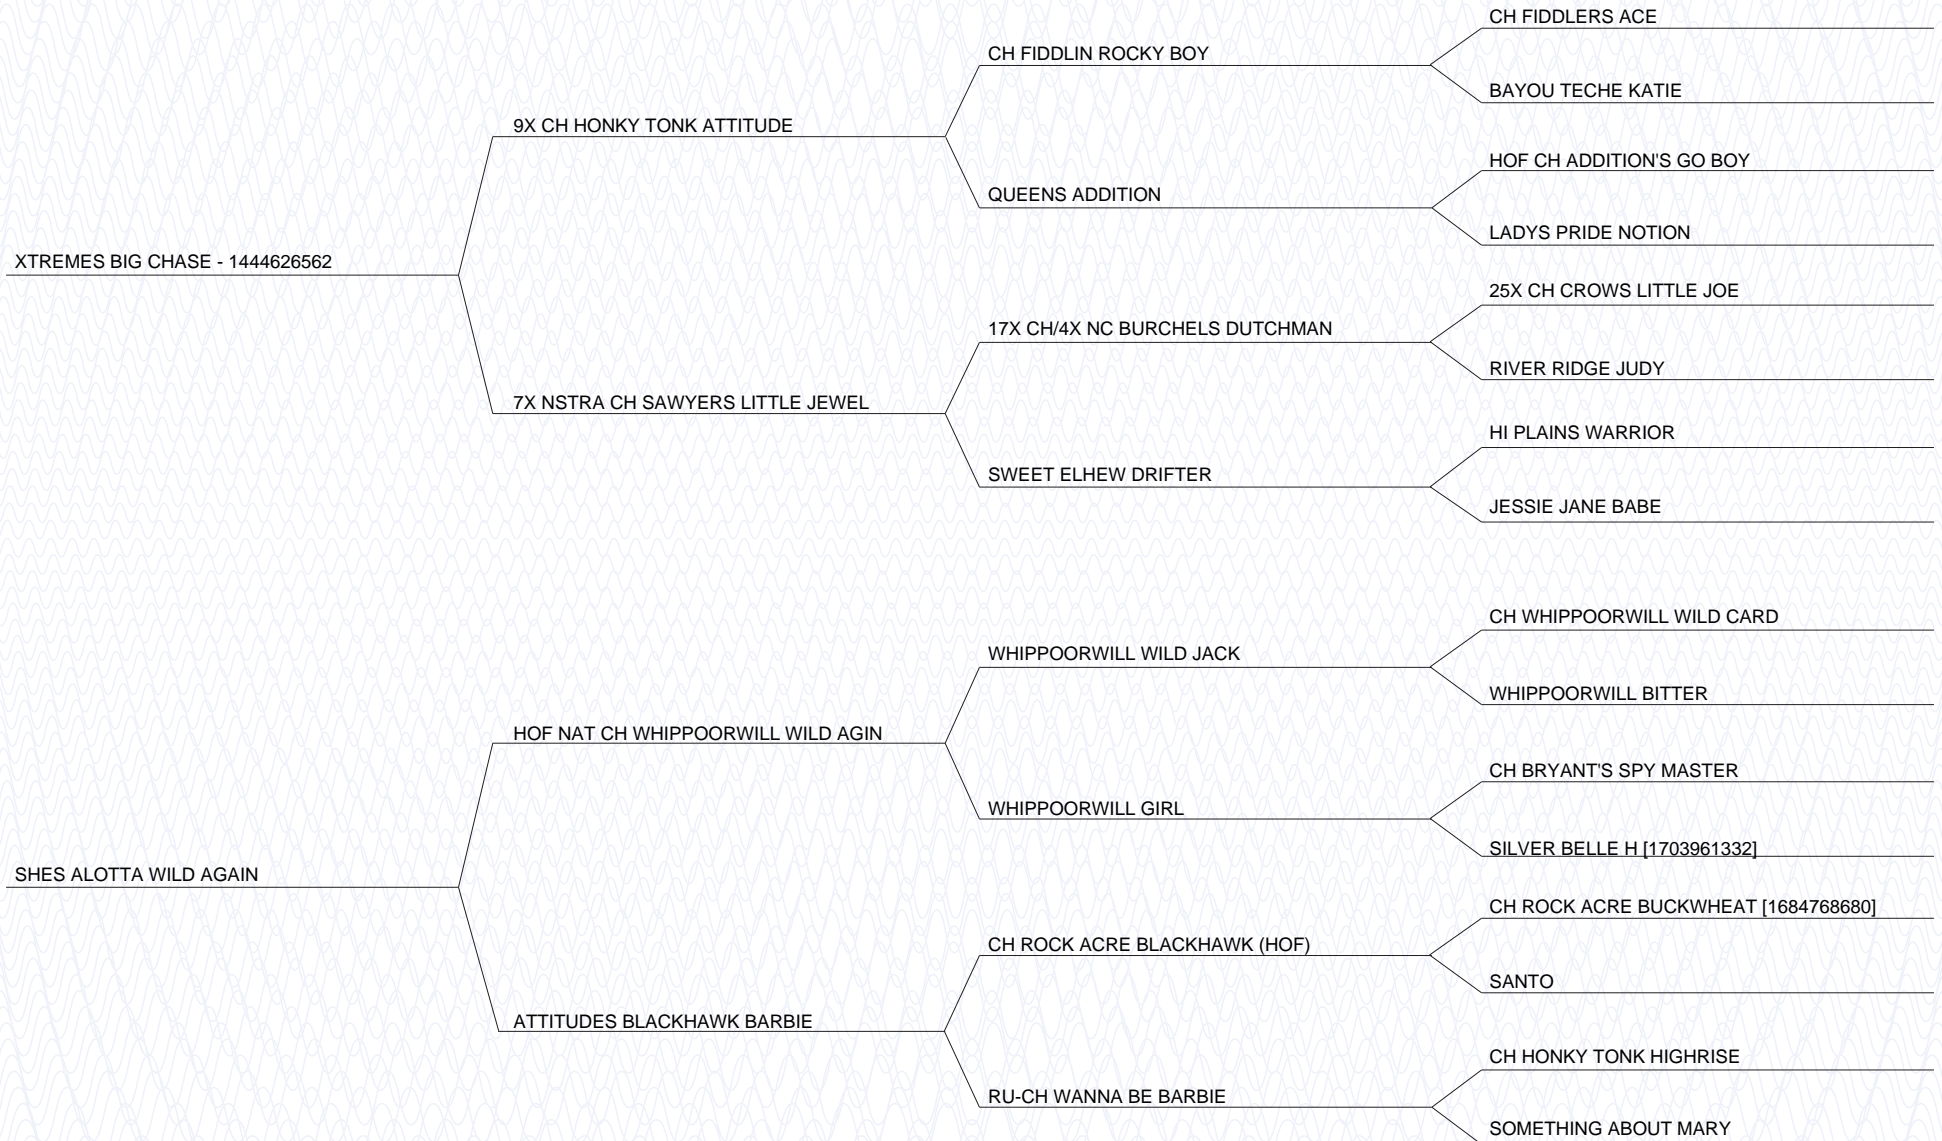 CH FIDDLERS ACE
CH FIDDLIN ROCKY BOY
BAYOU TECHE KATIE
9X CH HONKY TONK ATTITUDE
HOF CH ADDITION'S GO BOY
QUEENS ADDITION
LADYS PRIDE NOTION
XTREMES BIG CHASE - 1444626562
25X CH CROWS LITTLE JOE
17X CH/4X NC BURCHELS DUTCHMAN
RIVER RIDGE JUDY
7X NSTRA CH SAWYERS LITTLE JEWEL
HI PLAINS WARRIOR
SWEET ELHEW DRIFTER
JESSIE JANE BABE
CH WHIPPOORWILL WILD CARD
WHIPPOORWILL WILD JACK
WHIPPOORWILL BITTER
HOF NAT CH WHIPPOORWILL WILD AGIN
CH BRYANT'S SPY MASTER
WHIPPOORWILL GIRL
SILVER BELLE H [1703961332]
SHES ALOTTA WILD AGAIN
CH ROCK ACRE BUCKWHEAT [1684768680]
CH ROCK ACRE BLACKHAWK (HOF)
SANTO
ATTITUDES BLACKHAWK BARBIE
CH HONKY TONK HIGHRISE
RU-CH WANNA BE BARBIE
SOMETHING ABOUT MARY